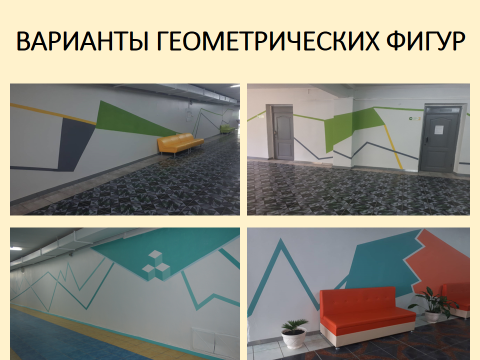 ВАРИАНТЫ ГЕОМЕТРИЧЕСКИХ ФИГУР